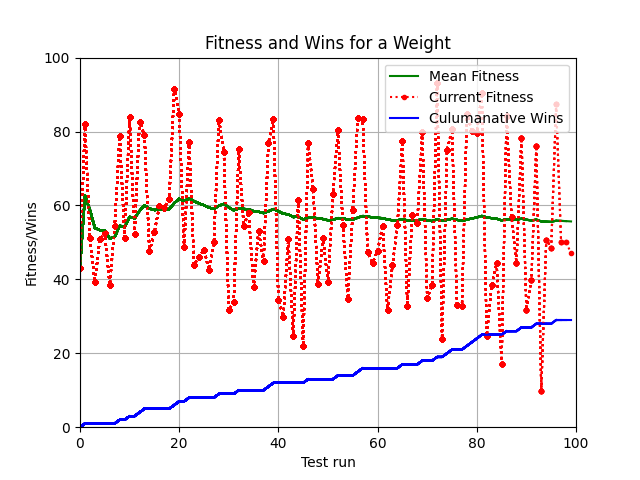 Fitness and Wins for a Weight
Mean Fitness
Current Fitness
Culumanative Wins
100
80
60
40
20
0
Fitness/Wins
0 20 40 60 80 100
Test run